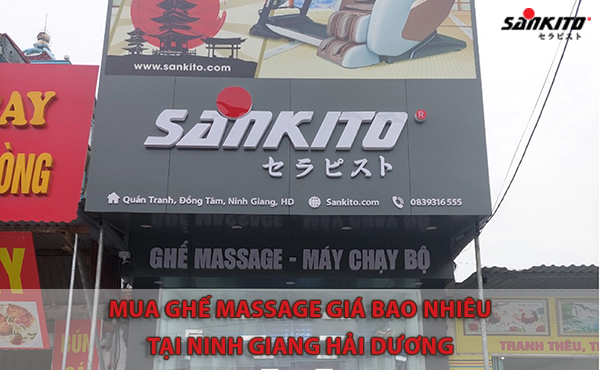 SANKITO
セラピスト
www.sankito.com
SANKITO ®
セラピスト
Quán Tranh, Đồng Tâm, Ninh Giang, HD Sankito.com 0839316555
GHẾ MASSAGE - MÁY CHẠY BỘ
AY
ÒNG
Y
BÚN
MUA GHẾ MASSAGE GIÁ BAO NHIÊU
TẠI NINH GIANG HẢI DƯƠNG
TRANH THÊU, T